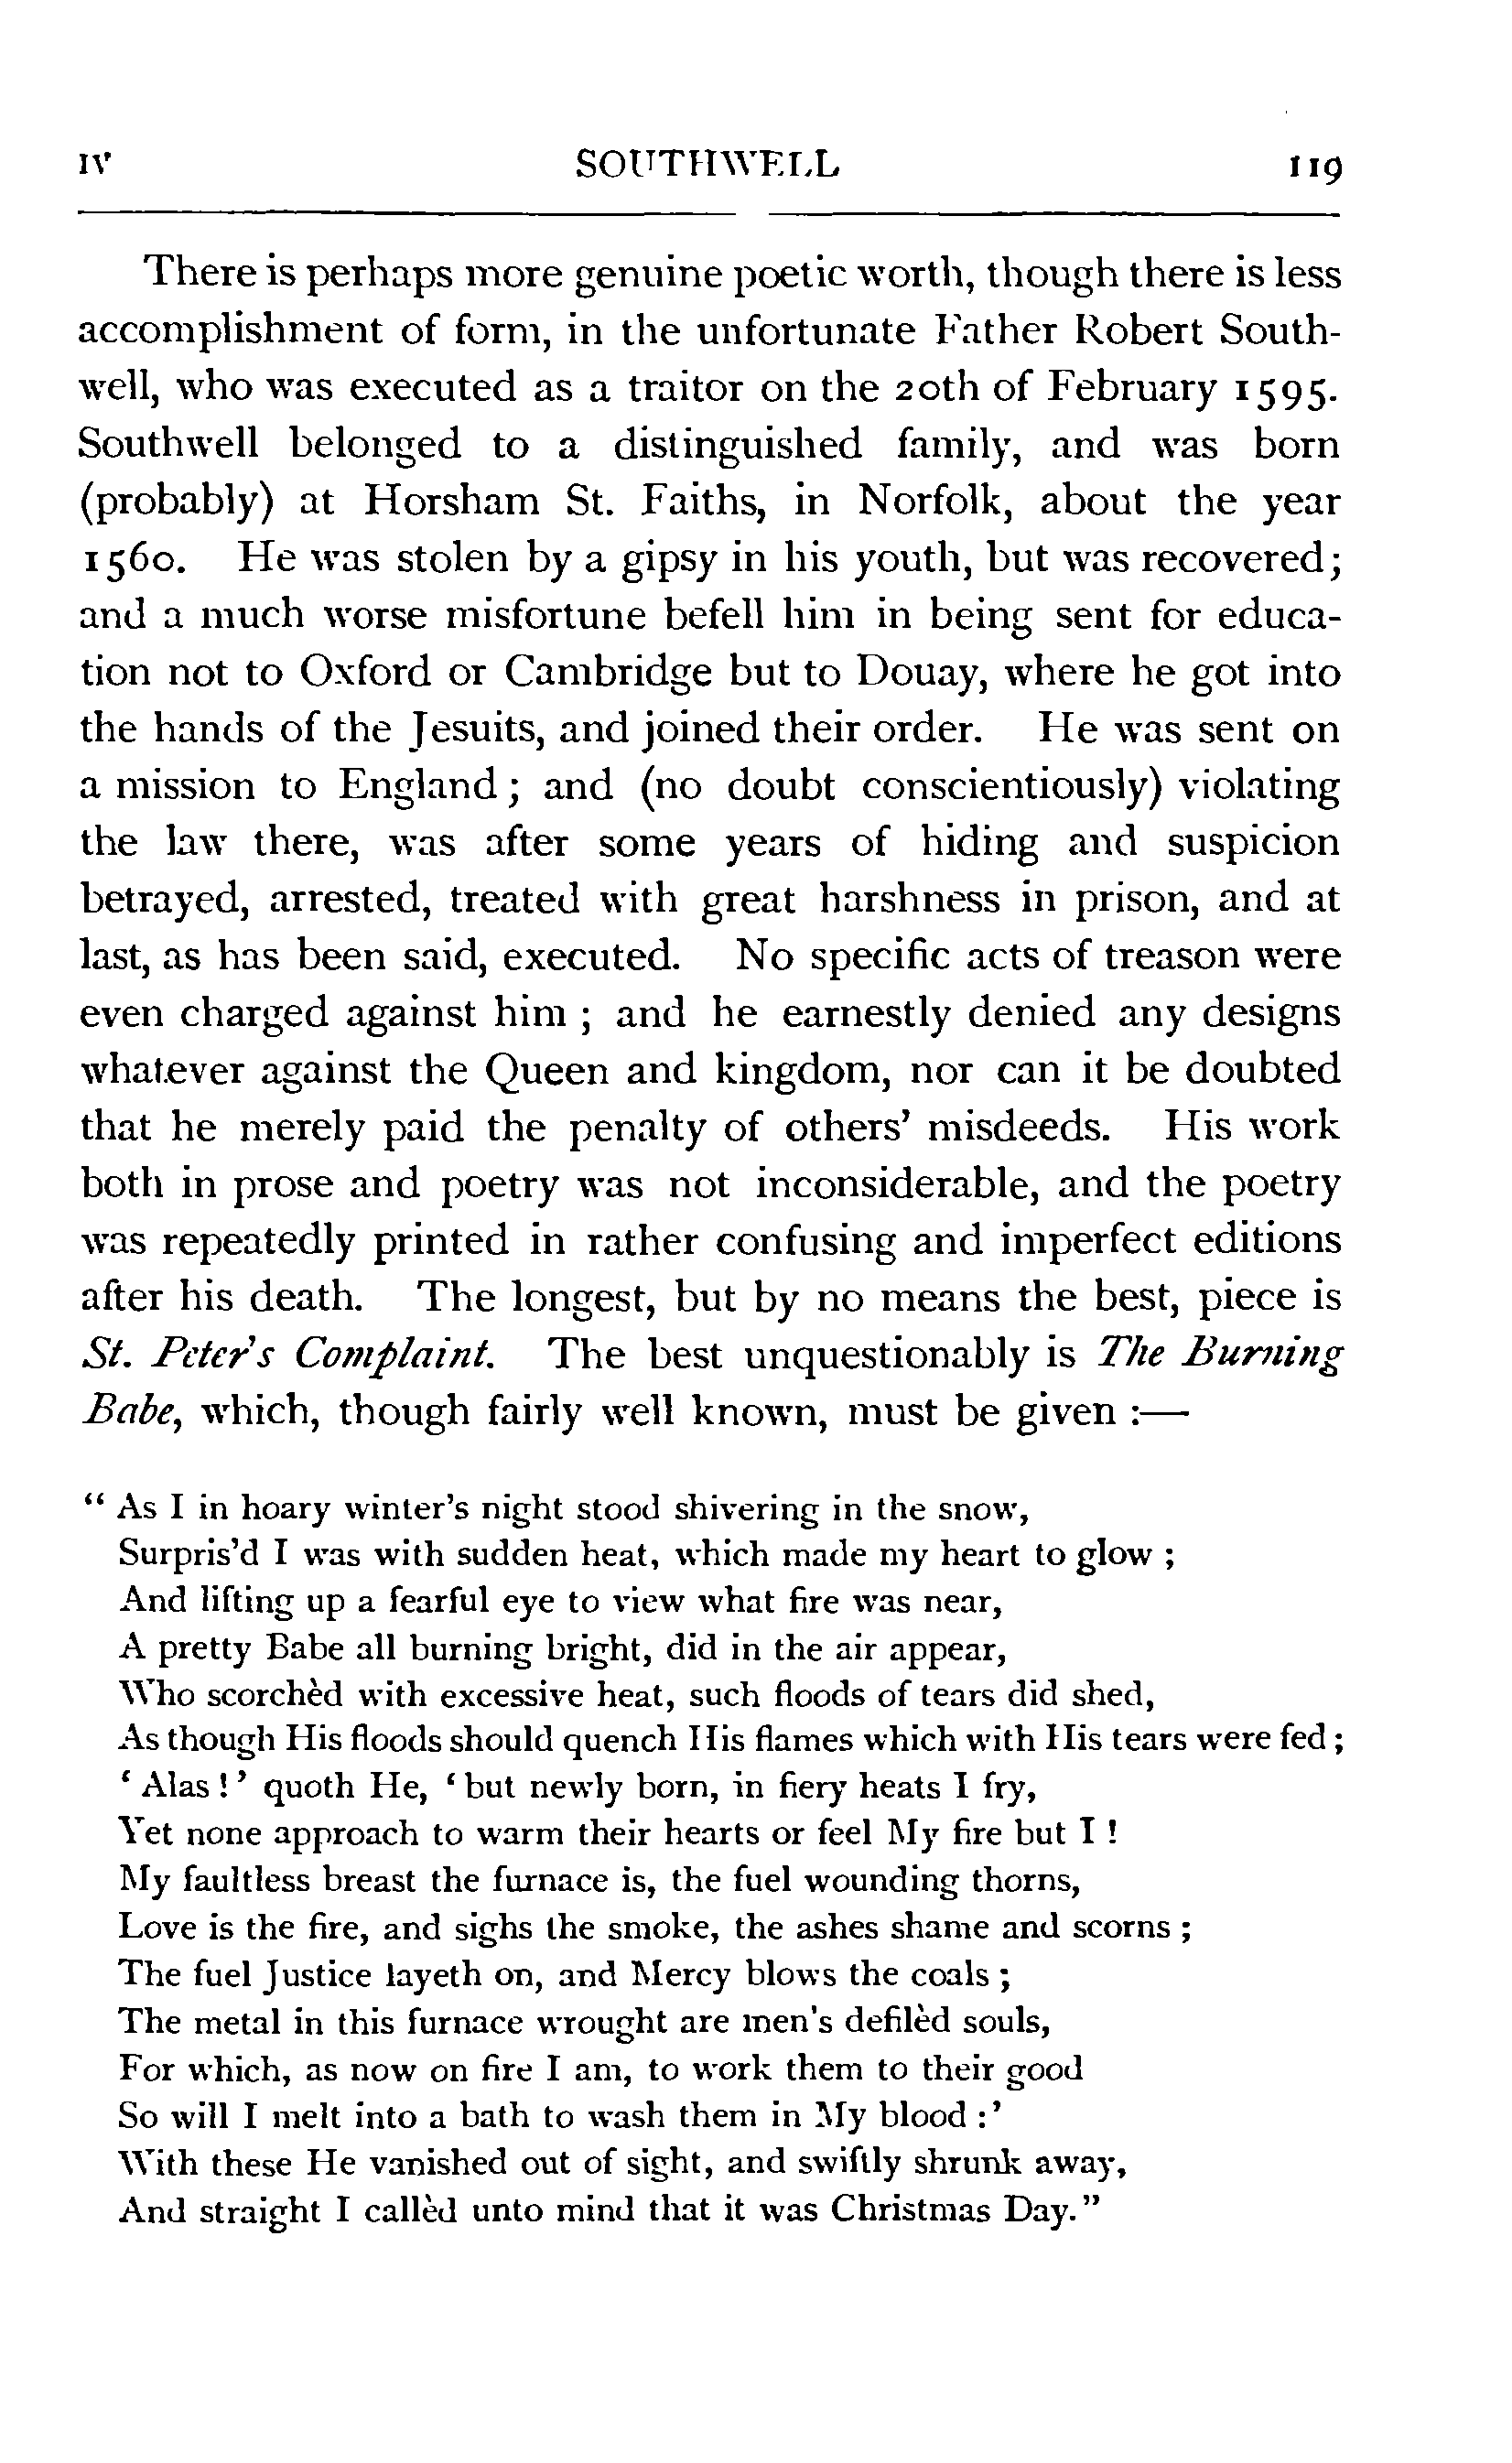 IV SOUTHWELL 119
There is perhaps more genuine poetic worth, though there is less
accomplishment of form, in the unfortunate Father Robert South-
well, who was executed as a traitor on the 20th of February 1595.
Southwell belonged to a distinguished family, and was born
(probably) at Horsham St. Faiths, in Norfolk, about the year
1560. He was stolen by a gipsy in his youth, but was recovered;
and a much worse misfortune befell him in being sent for educa-
tion not to Oxford or Cambridge but to Douay, where he got into
the hands of the Jesuits, and joined their order. He was sent on
a mission to England; and (no doubt conscientiously) violating
the law there, was after some years of hiding and suspicion
betrayed, arrested, treated with great harshness in prison, and at
last, as has been said, executed. No specific acts of treason were
even charged against him; and he earnestly denied any designs
whatever against the Queen and kingdom, nor can it be doubted
that he merely paid the penalty of others' misdeeds. His work
both in prose and poetry was not inconsiderable, and the poetry
was repeatedly printed in rather confusing and imperfect editions
after his death. The longest, but by no means the best, piece is
St. Peter's Complaint. The best unquestionably is The Burning
Babe, which, though fairly well known, must be given :—
“As I in hoary winter's night stood shivering in the snow,
Surpris'd I was with sudden heat, which made my heart to glow ;
And lifting up a fearful eye to view what fire was near,
A pretty Babe all burning bright, did in the air appear,
Who scorchèd with excessive heat, such floods of tears did shed,
As though His floods should quench His flames which with His tears were fed ;
‘Alas !’ quoth He, ‘but newly born, in fiery heats I fry,
Yet none approach to warm their hearts or feel My fire but I !
My faultless breast the furnace is, the fuel wounding thorns,
Love is the fire, and sighs the smoke, the ashes shame and scorns ;
The fuel Justice layeth on, and Mercy blows the coals ;
The metal in this furnace wrought are men's defilèd souls,
For which, as now on fire I am, to work them to their good
So will I melt into a bath to wash them in My blood :’
With these He vanished out of sight, and swiftly shrunk away,
And straight I callèd unto mind that it was Christmas Day.”